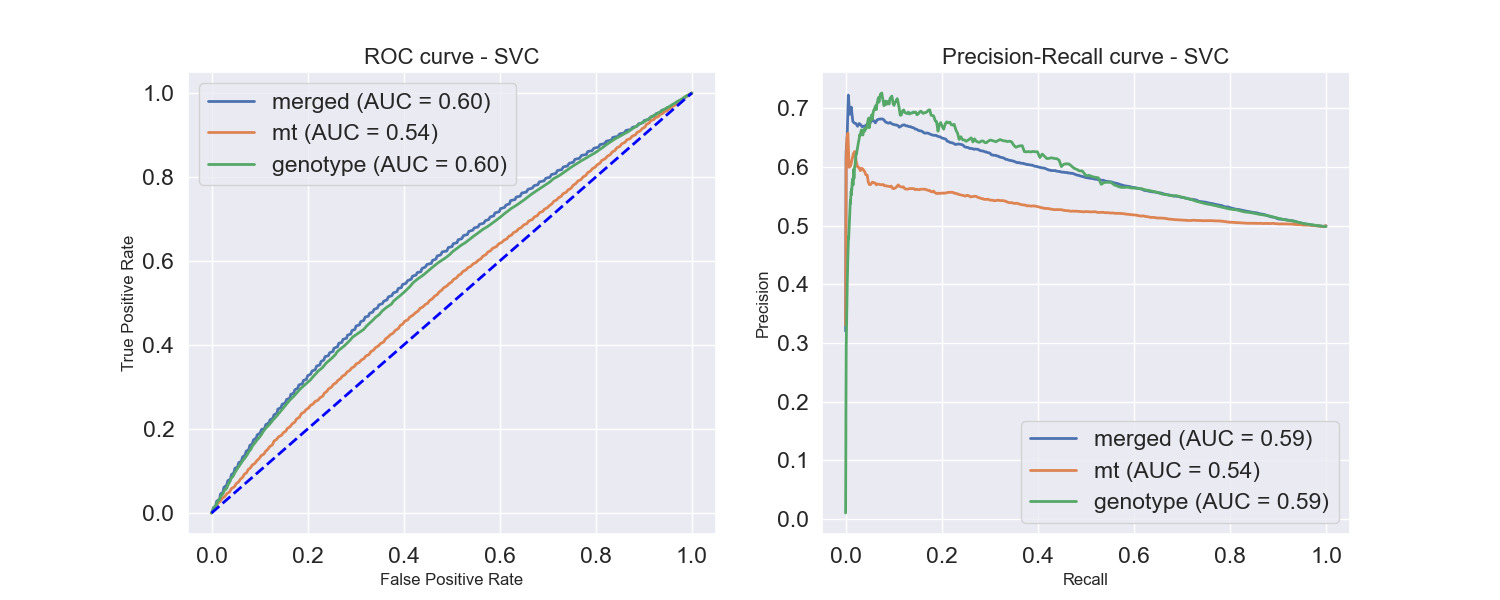 ROC curve - SVC
merged (AUC = 0.60)
mt (AUC = 0.54)
genotype (AUC = 0.60)
True Positive Rate
1.0
0.8
0.6
0.4
0.2
0.0
0.0 0.2 0.4 0.6 0.8 1.0
False Positive Rate
Precision-Recall curve - SVC
Precision
0.7
0.6
0.5
0.4
0.3
0.2
0.1
0.0
merged (AUC = 0.59)
mt (AUC = 0.54)
genotype (AUC = 0.59)
0.0 0.2 0.4 0.6 0.8 1.0
Recall